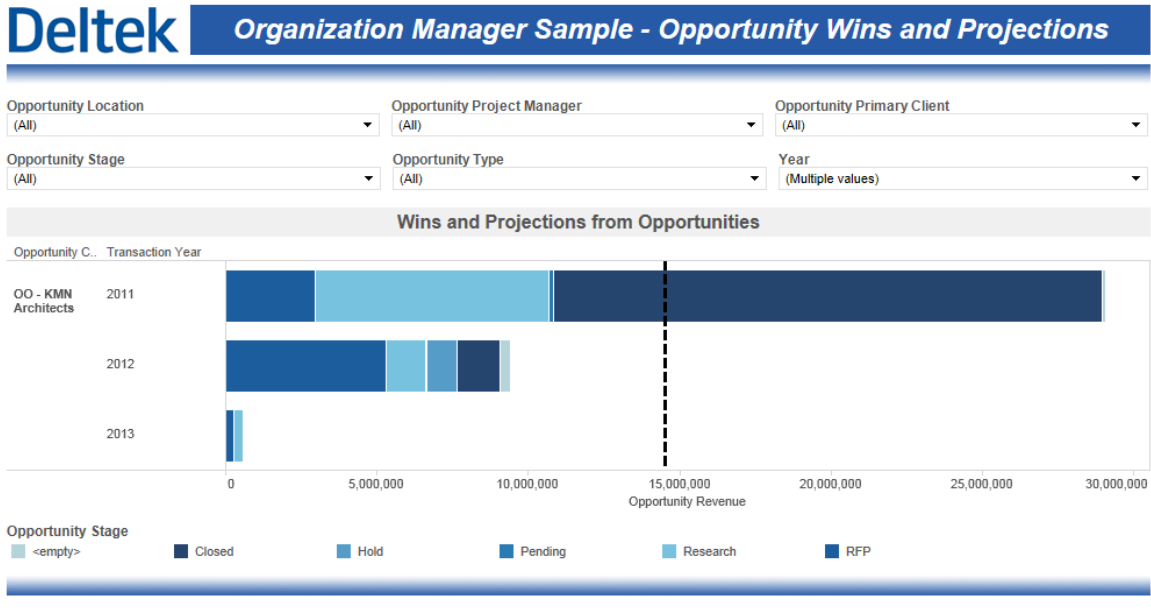 Deltek
Organization Manager Sample - Opportunity Wins and Projections
Opportunity Location Opportunity Project Manager Opportunity Primary Client
(All) (All) (All)
Opportunity Stage Opportunity Type Year
(All) (All) (Multiple values)
Wins and Projections from Opportunities
Opportunity C.. Transaction Year
OO - KMN Architects 2011
2012
2013
0 5,000,000 10,000,000 15,000,000 20,000,000 25,000,000 30,000,000
Opportunity Revenue
Opportunity Stage
<empty> Closed Hold Pending Research RFP